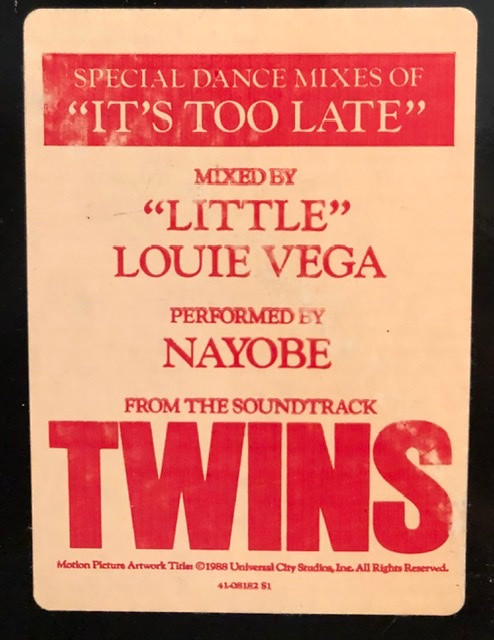 SPECIAL DANCE MIXES OF
“IT’S TOO LATE”
MIXED BY
“LITTLE”
LOUIE VEGA
PERFORMED BY
NAYOBE
FROM THE SOUNDTRACK
TWINS
Motion Picture Artwork Title: ©1988 Universal City Studios, Inc. All Rights Reserved.
41-08182 S1